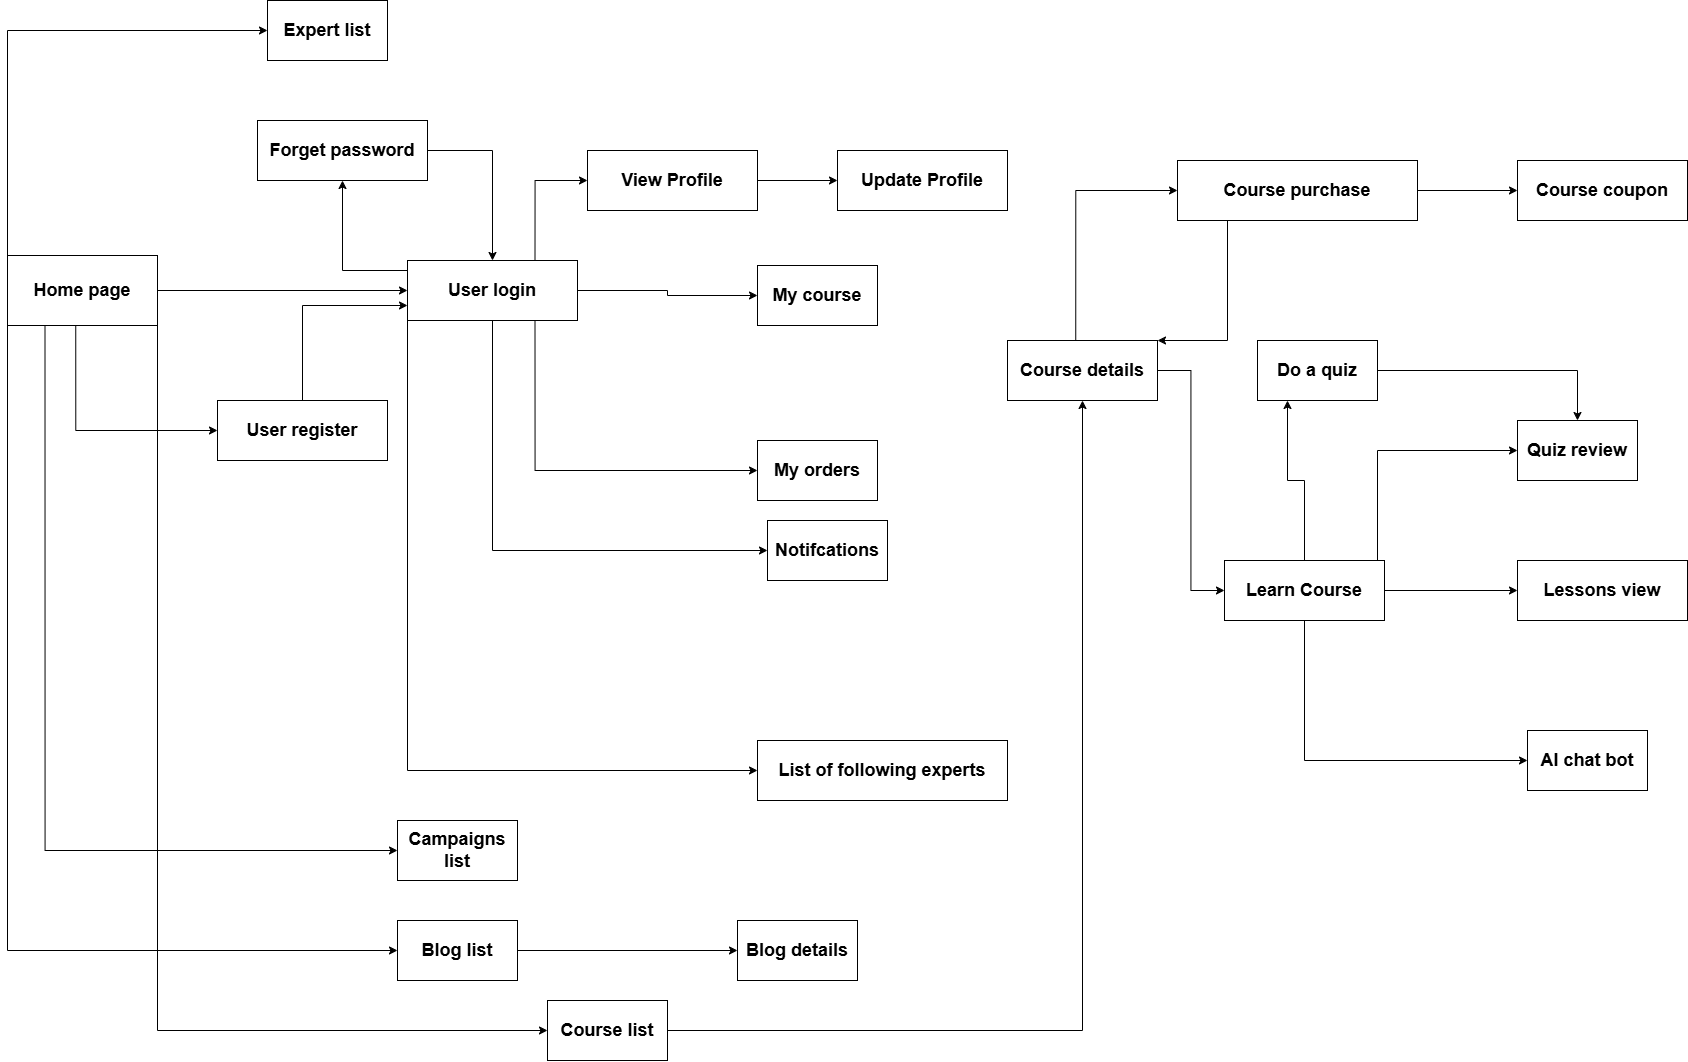 Expert list
Forget password
View Profile
Update Profile
Course purchase
Course coupon
Home page
User login
My course
Course details
Do a quiz
User register
Quiz review
My orders
Notifcations
Learn Course
Lessons view
List of following experts
AI chat bot
Campaigns
list
Blog list
Blog details
Course list